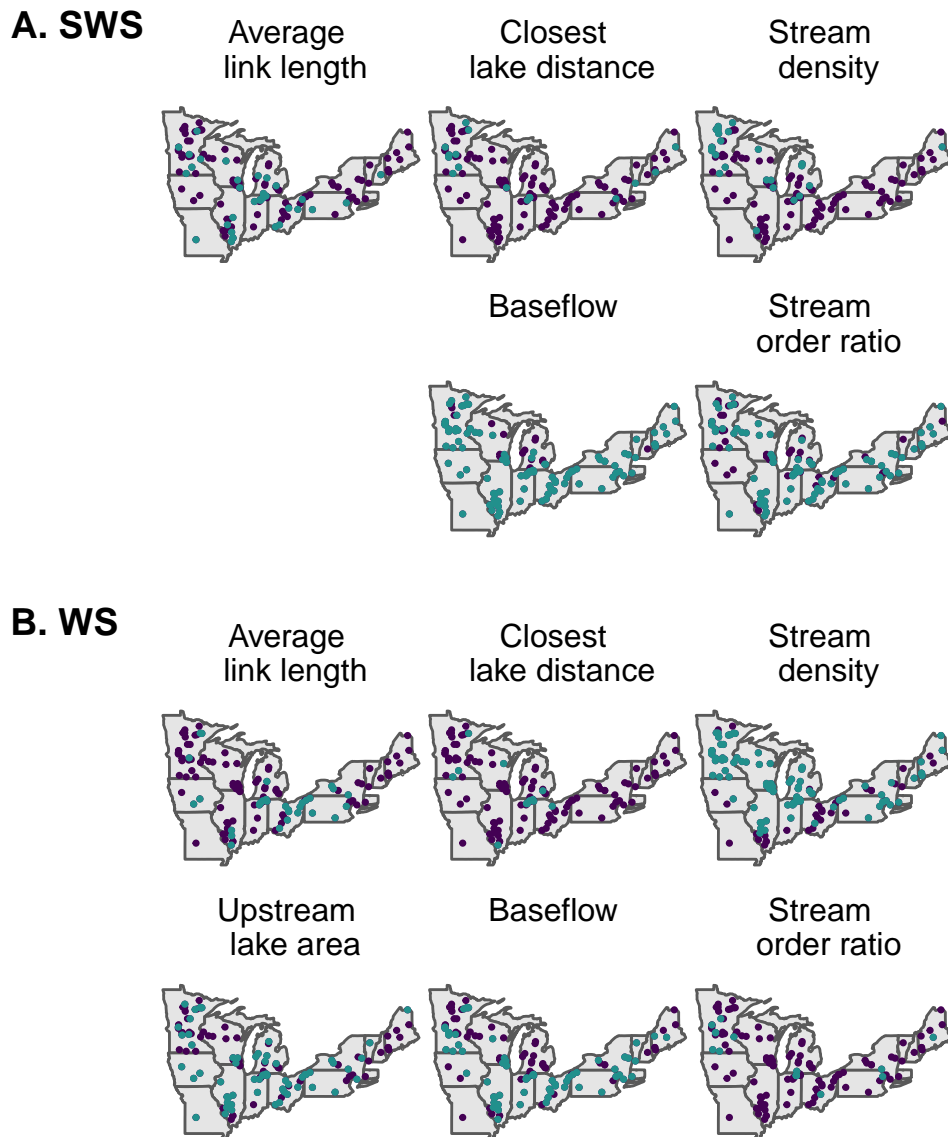 A. SWS
Average
link length
Closest
lake distance
Stream
density
Baseflow
Stream
order ratio
B. WS
Average
link length
Closest
lake distance
Stream
density
Upstream
lake area
Baseflow
Stream
order ratio